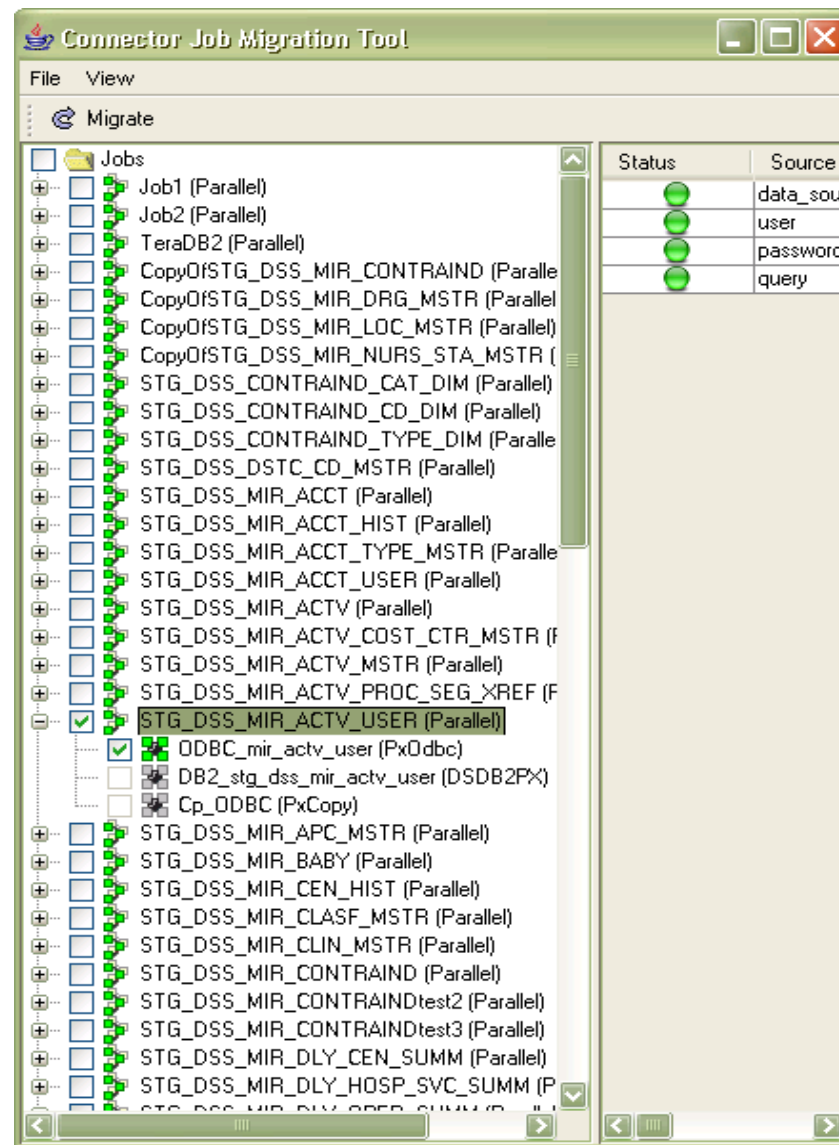 Connector Job Migration Tool
File View
Migrate
Jobs
Job1 (Parallel)
Job2 (Parallel)
TeraDB2 (Parallel)
CopyOfSTG_DSS_MIR_CONTRAIND (Paralle
CopyOfSTG_DSS_MIR_DRG_MSTR (Parallel
CopyOfSTG_DSS_MIR_LOC_MSTR (Parallel)
CopyOfSTG_DSS_MIR_NURS_STA_MSTR (
STG_DSS_CONTRAIND_CAT_DIM (Parallel)
STG_DSS_CONTRAIND_CD_DIM (Parallel)
STG_DSS_CONTRAIND_TYPE_DIM (Paralle
STG_DSS_DSTC_CD_MSTR (Parallel)
STG_DSS_MIR_ACCT (Parallel)
STG_DSS_MIR_ACCT_HIST (Parallel)
STG_DSS_MIR_ACCT_TYPE_MSTR (Paralle
STG_DSS_MIR_ACCT_USER (Parallel)
STG_DSS_MIR_ACTV (Parallel)
STG_DSS_MIR_ACTV_COST_CTR_MSTR (F
STG_DSS_MIR_ACTV_MSTR (Parallel)
STG_DSS_MIR_ACTV_PROC_SEG_XREF (F
STG_DSS_MIR_ACTV_USER (Parallel)
ODBC_mir_actv_user (PxOdbc)
DB2_stg_dss_mir_actv_user (DSDB2PX)
Cp_ODBC (PxCopy)
STG_DSS_MIR_APC_MSTR (Parallel)
STG_DSS_MIR_BABY (Parallel)
STG_DSS_MIR_CEN_HIST (Parallel)
STG_DSS_MIR_CLASF_MSTR (Parallel)
STG_DSS_MIR_CLIN_MSTR (Parallel)
STG_DSS_MIR_CONTRAIND (Parallel)
STG_DSS_MIR_CONTRAINDtest2 (Parallel)
STG_DSS_MIR_CONTRAINDtest3 (Parallel)
STG_DSS_MIR_DLY_CEN_SUMM (Parallel)
STG_DSS_MIR_DLY_HOSP_SVC_SUMM (P
Status Source
data_sou
user
password
query